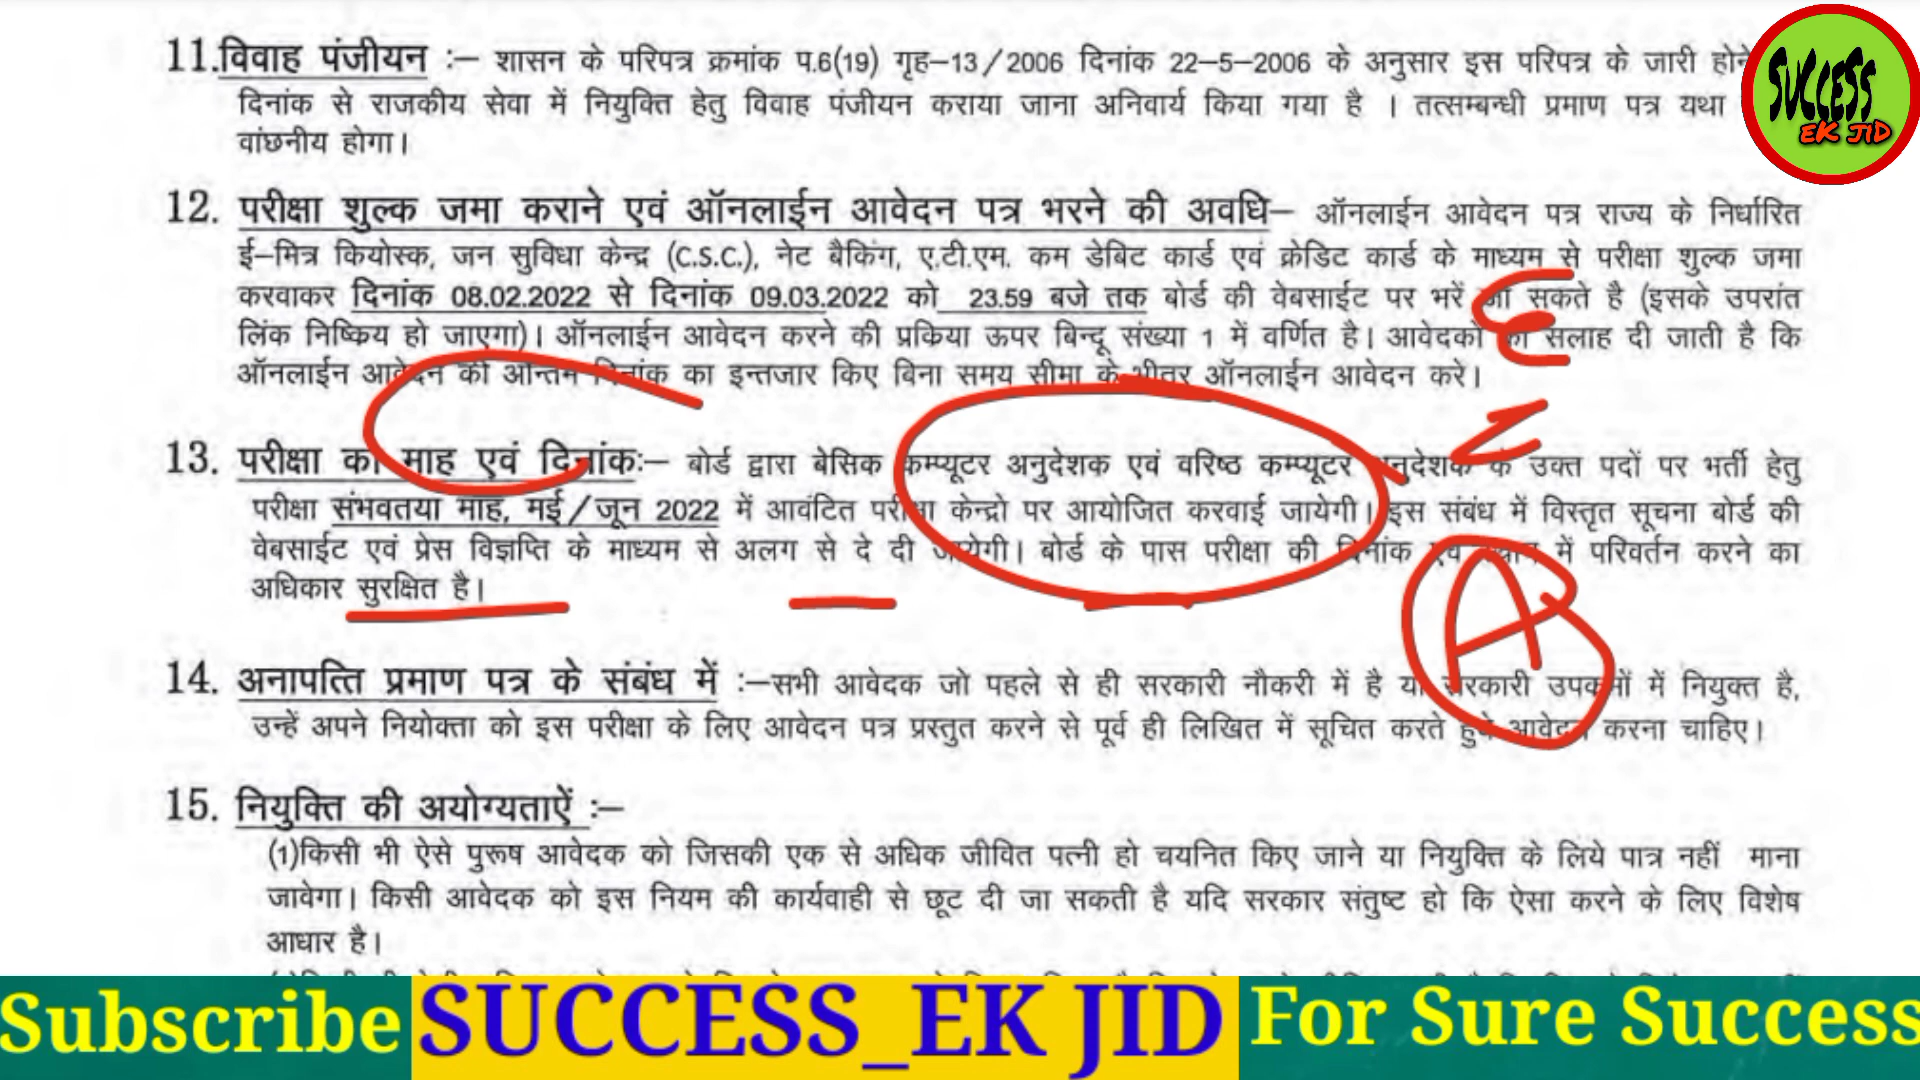 11.विवाह पंजीयन :– शासन के परिपत्र क्रमांक प.6(19) गृह–13/2006 दिनांक 22–5–2006 के अनुसार इस परिपत्र के जारी होने
दिनांक से राजकीय सेवा में नियुक्ति हेतु विवाह पंजीयन कराया जाना अनिवार्य किया गया है । तत्सम्बन्धी प्रमाण पत्र यथा
वांछनीय होगा।
SUCCESS
EK JID
12. परीक्षा शुल्क जमा कराने एवं ऑनलाईन आवेदन पत्र भरने की अवधि– ऑनलाईन आवेदन पत्र राज्य के निर्धारित
ई–मित्र कियोस्क, जन सुविधा केन्द्र (C.S.C.), नेट बैकिंग, ए.टी.एम. कम डेबिट कार्ड एवं क्रेडिट कार्ड के माध्यम से परीक्षा शुल्क जमा
करवाकर दिनांक 08.02.2022 से दिनांक 09.03.2022 को 23.59 बजे तक बोर्ड की वेबसाईट पर भरें जा सकते है (इसके उपरांत
लिंक निष्क्रिय हो जाएगा)। ऑनलाईन आवेदन करने की प्रक्रिया ऊपर बिन्दू संख्या 1 में वर्णित है। आवेदकों को सलाह दी जाती है कि
ऑनलाईन आवेदन की अन्तिम दिनांक का इन्तजार किए बिना समय सीमा के भीतर ऑनलाईन आवेदन करे।
13. परीक्षा का माह एवं दिनांकः– बोर्ड द्वारा बेसिक कम्प्यूटर अनुदेशक एवं वरिष्ठ कम्प्यूटर अनुदेशक के उक्त पदों पर भर्ती हेतु
परीक्षा संभवतया माह, मई/जून 2022 में आवंटित परीक्षा केन्द्रो पर आयोजित करवाई जायेगी। इस संबंध में विस्तृत सूचना बोर्ड की
वेबसाईट एवं प्रेस विज्ञप्ति के माध्यम से अलग से दे दी जायेगी। बोर्ड के पास परीक्षा की दिनांक एवं स्थान में परिवर्तन करने का
अधिकार सुरक्षित है।
A
14. अनापत्ति प्रमाण पत्र के संबंध में :–सभी आवेदक जो पहले से ही सरकारी नौकरी में है या सरकारी उपक्रमों में नियुक्त है,
उन्हें अपने नियोक्ता को इस परीक्षा के लिए आवेदन पत्र प्रस्तुत करने से पूर्व ही लिखित में सूचित करते हुये आवेदन करना चाहिए।
15. नियुक्ति की अयोग्यताऐं :–
(1)किसी भी ऐसे पुरूष आवेदक को जिसकी एक से अधिक जीवित पत्नी हो चयनित किए जाने या नियुक्ति के लिये पात्र नहीं माना
जावेगा। किसी आवेदक को इस नियम की कार्यवाही से छूट दी जा सकती है यदि सरकार संतुष्ट हो कि ऐसा करने के लिए विशेष
आधार है।
Subscribe SUCCESS_EK JID For Sure Success